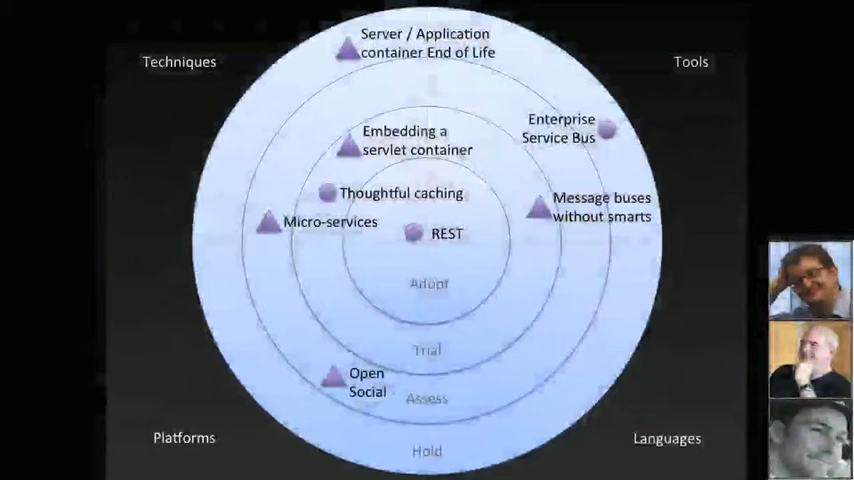 Server / Application
container End of Life
Techniques
Tools
Enterprise
Service Bus
Embedding a
servlet container
Thoughtful caching
Message buses
without smarts
Micro-services
REST
Adopt
Trial
Open
Social
Assess
Platforms
Languages
Hold